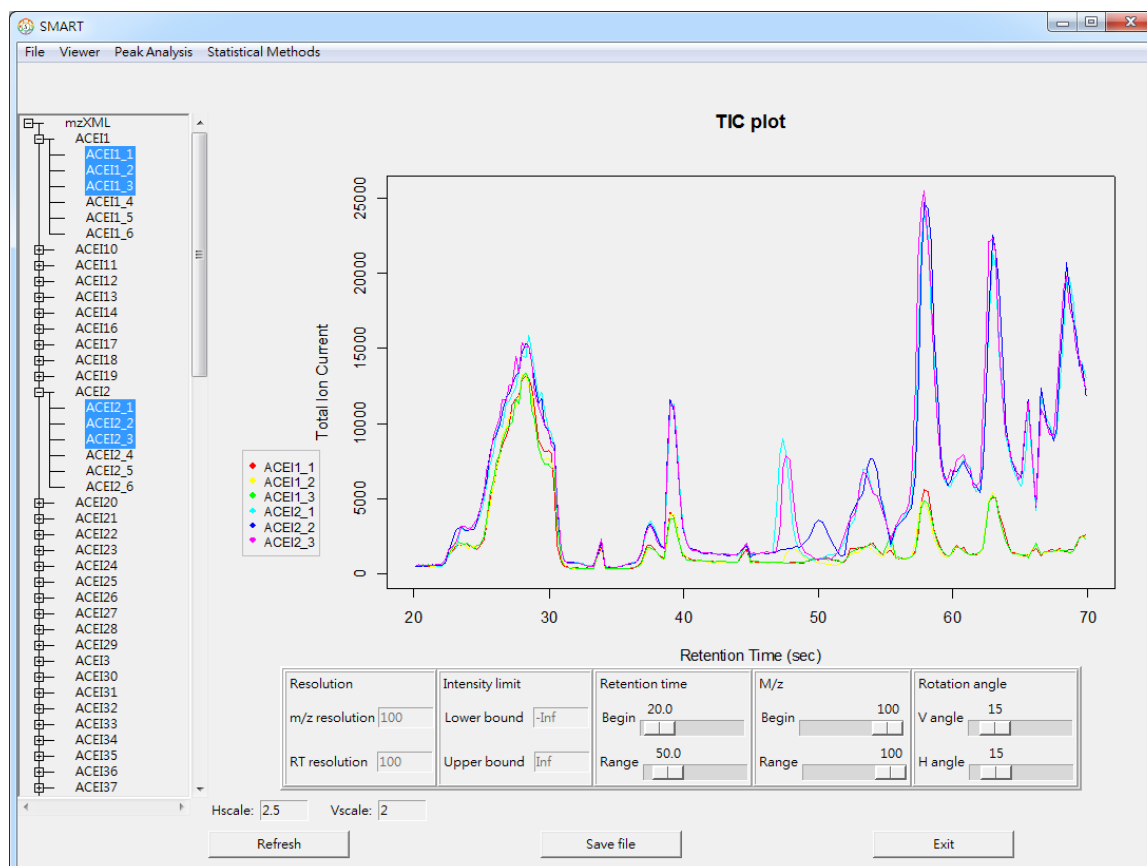 SMART
File Viewer Peak Analysis Statistical Methods
mzXML
ACEI1
ACEI1_1
ACEI1_2
ACEI1_3
ACEI1_4
ACEI1_5
ACEI1_6
ACEI10
ACEI11
ACEI12
ACEI13
ACEI14
ACEI16
ACEI17
ACEI18
ACEI19
ACEI2
ACEI2_1
ACEI2_2
ACEI2_3
ACEI2_4
ACEI2_5
ACEI2_6
ACEI20
ACEI21
ACEI22
ACEI23
ACEI24
ACEI25
ACEI26
ACEI27
ACEI28
ACEI29
ACEI3
ACEI30
ACEI31
ACEI32
ACEI33
ACEI34
ACEI35
ACEI36
ACEI37
TIC plot
Total Ion Current
25000
20000
15000
10000
5000
0
20 30 40 50 60 70
Retention Time (sec)
ACEI1_1
ACEI1_2
ACEI1_3
ACEI2_1
ACEI2_2
ACEI2_3
Resolution
m/z resolution 100
RT resolution 100
Intensity limit
Lower bound -Inf
Upper bound Inf
Retention time
20.0
Begin
50.0
Range
M/z
100
Begin
100
Range
Rotation angle
15
V angle
15
H angle
Hscale: 2.5 Vscale: 2
Refresh Save file Exit